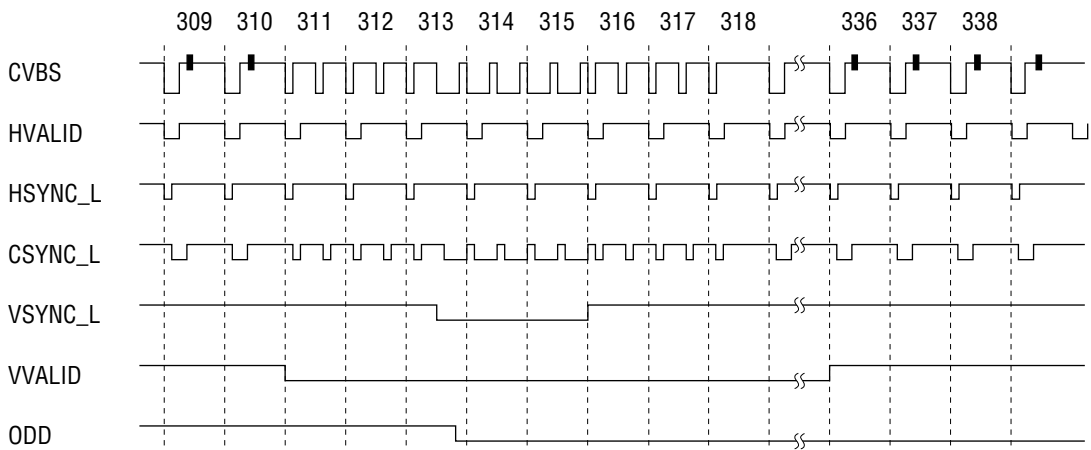 309 310 311 312 313 314 315 316 317 318 336 337 338
CVBS
HVALID
HSYNC_L
CSYNC_L
VSYNC_L
VVALID
ODD